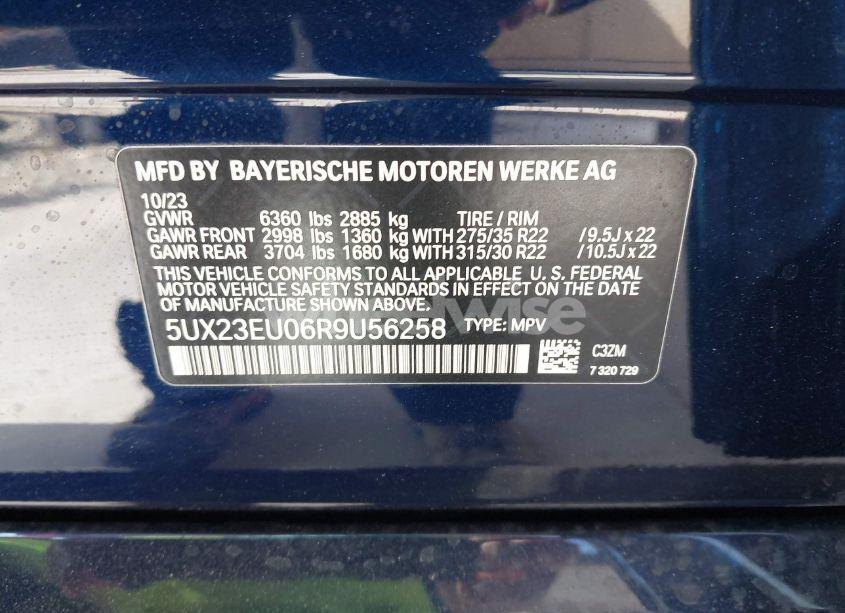 MFD BY BAYERISCHE MOTOREN WERKE AG
10/23
GVWR 6360 lbs 2885 kg TIRE / RIM
GAWR FRONT 2998 lbs 1360 kg WITH 275/35 R22 / 9.5J x 22
GAWR REAR 3704 lbs 1680 kg WITH 315/30 R22 / 10.5J x 22
THIS VEHICLE CONFORMS TO ALL APPLICABLE U. S. FEDERAL
MOTOR VEHICLE SAFETY STANDARDS IN EFFECT ON THE DATE
OF MANUFACTURE SHOWN ABOVE.
5UX23EU06R9U56258 TYPE: MPV
C3ZM
7 320 729